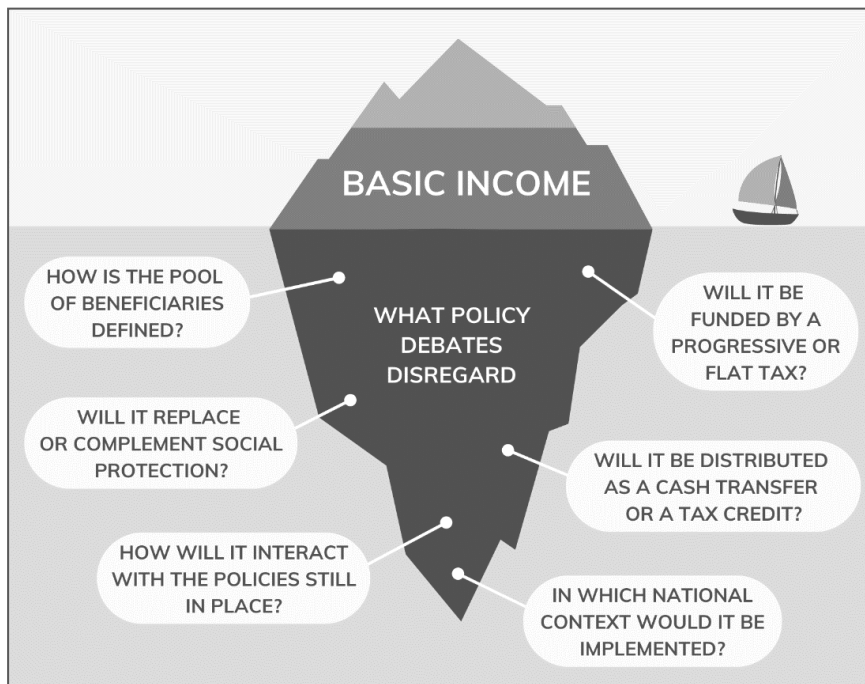 BASIC INCOME
WHAT POLICY
DEBATES
DISREGARD
HOW IS THE POOL
OF BENEFICIARIES
DEFINED?
WILL IT BE
FUNDED BY A
PROGRESSIVE OR
FLAT TAX?
WILL IT REPLACE
OR COMPLEMENT SOCIAL
PROTECTION?
WILL IT BE DISTRIBUTED
AS A CASH TRANSFER
OR A TAX CREDIT?
HOW WILL IT INTERACT
WITH THE POLICIES STILL
IN PLACE?
IN WHICH NATIONAL
CONTEXT WOULD IT BE
IMPLEMENTED?